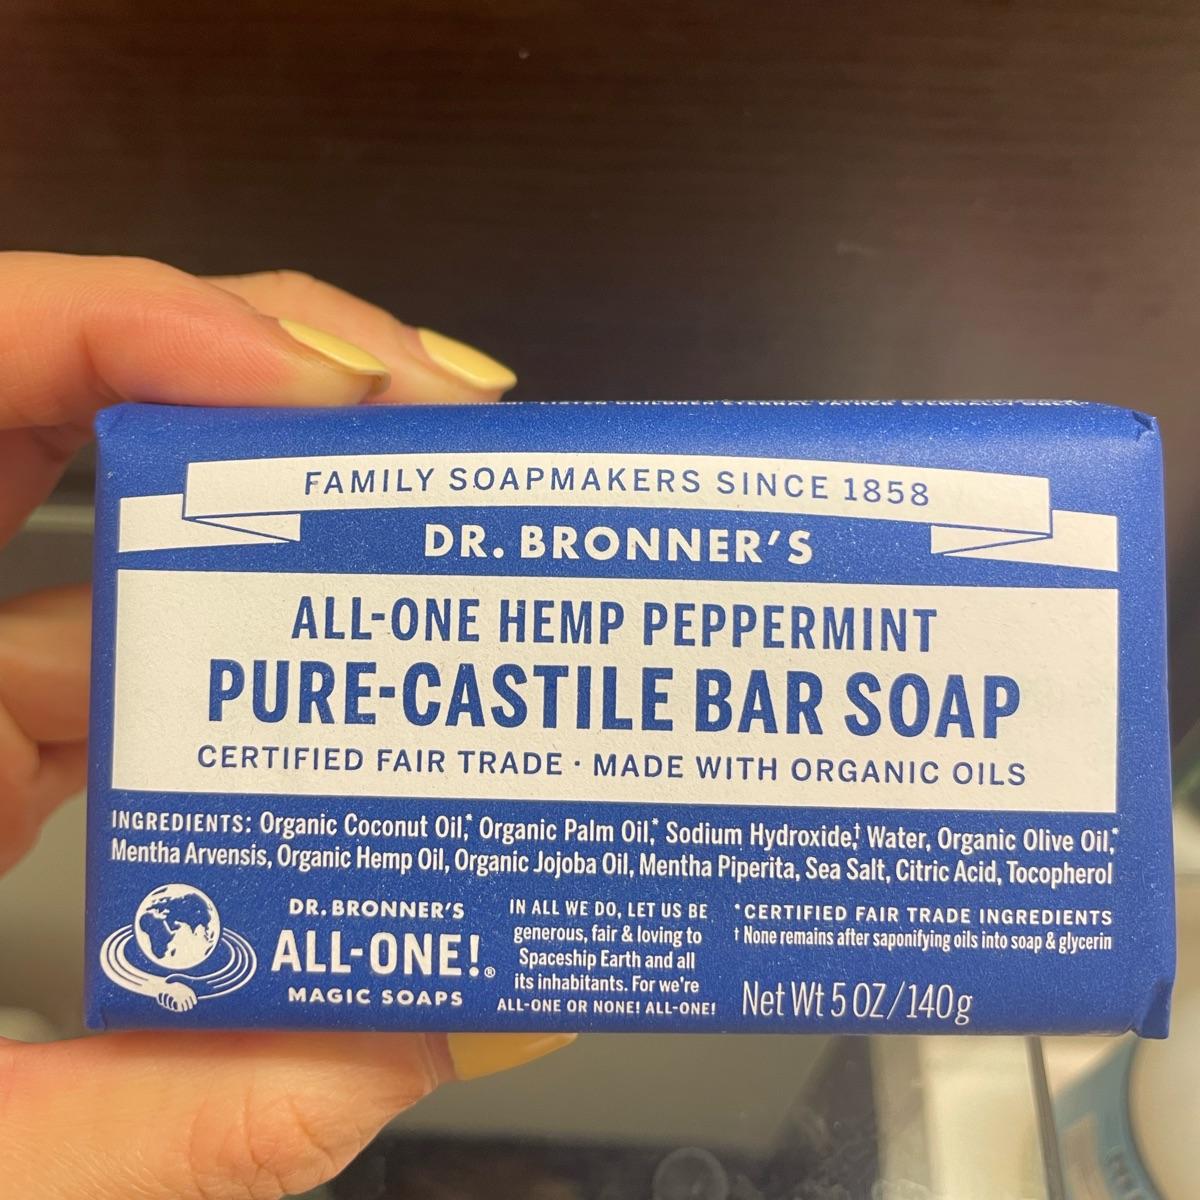 FAMILY SOAPMAKERS SINCE 1858
DR. BRONNER'S
ALL-ONE HEMP PEPPERMINT
PURE-CASTILE BAR SOAP
CERTIFIED FAIR TRADE · MADE WITH ORGANIC OILS
INGREDIENTS: Organic Coconut Oil,* Organic Palm Oil,* Sodium Hydroxide,† Water, Organic Olive Oil,*
Mentha Arvensis, Organic Hemp Oil, Organic Jojoba Oil, Mentha Piperita, Sea Salt, Citric Acid, Tocopherol
DR. BRONNER'S
ALL-ONE!®
MAGIC SOAPS
IN ALL WE DO, LET US BE
generous, fair & loving to
Spaceship Earth and all
its inhabitants. For we're
ALL-ONE OR NONE! ALL-ONE!
*CERTIFIED FAIR TRADE INGREDIENTS
† None remains after saponifying oils into soap & glycerin
Net Wt 5 OZ/140g